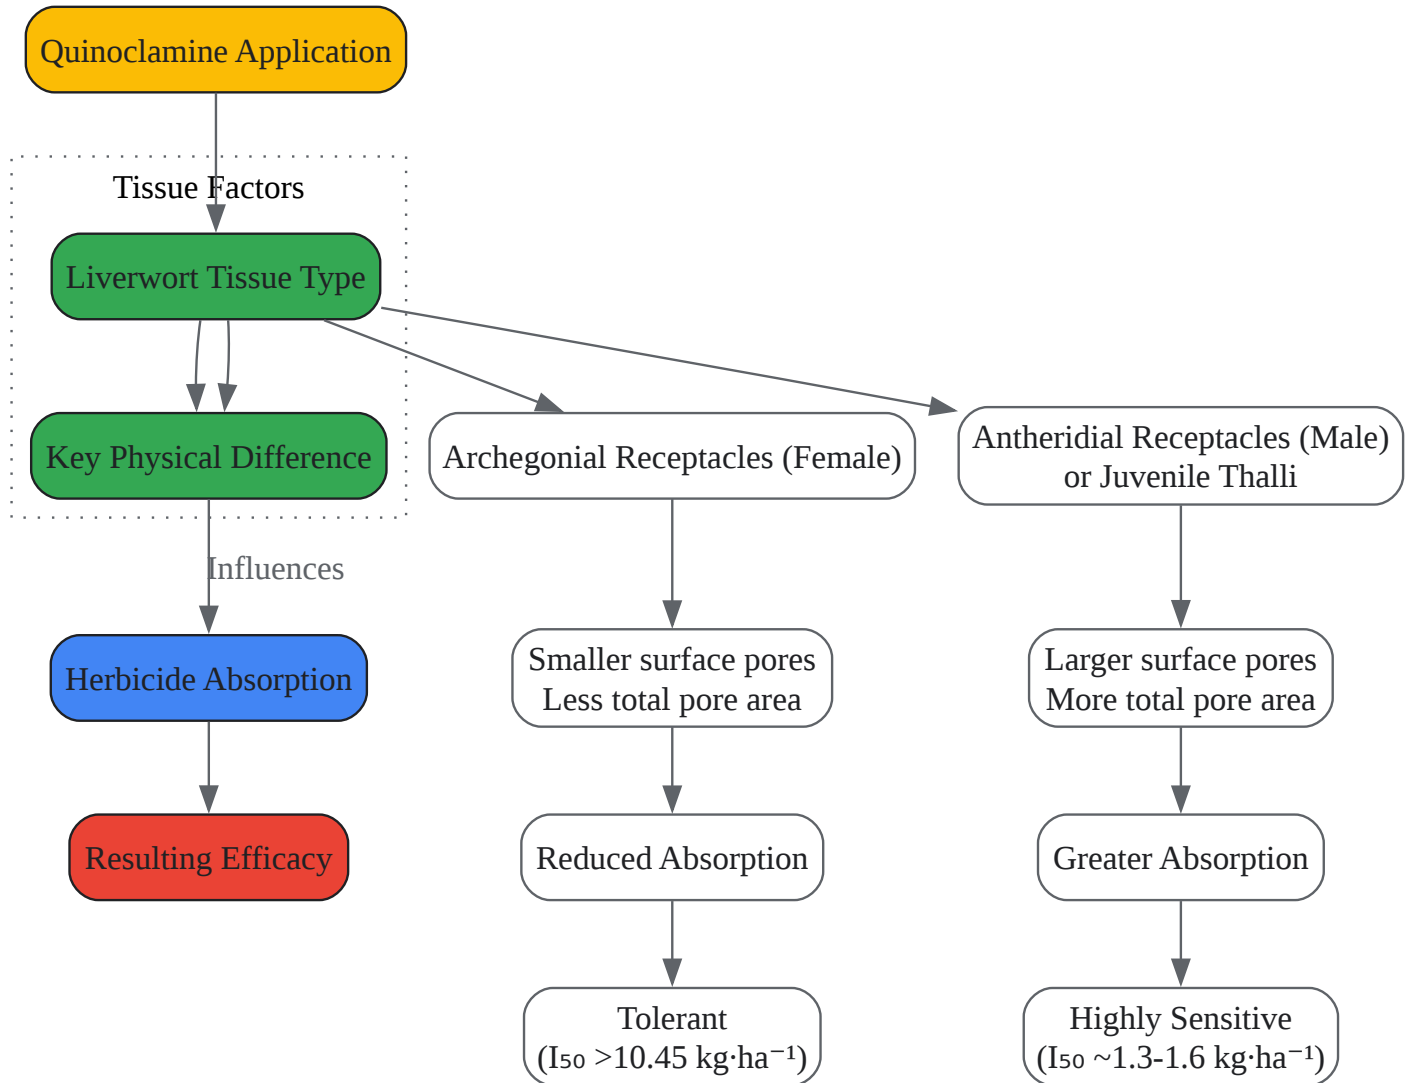 Quinoclamine Application
Tissue Factors
Liverwort Tissue Type
Key Physical Difference
Archegonial Receptacles (Female)
Antheridial Receptacles (Male)
or Juvenile Thalli
Influences
Herbicide Absorption
Smaller surface pores
Less total pore area
Larger surface pores
More total pore area
Resulting Efficacy
Reduced Absorption
Greater Absorption
Tolerant
(I₅₀ >10.45 kg·ha⁻¹)
Highly Sensitive
(I₅₀ ~1.3-1.6 kg·ha⁻¹)